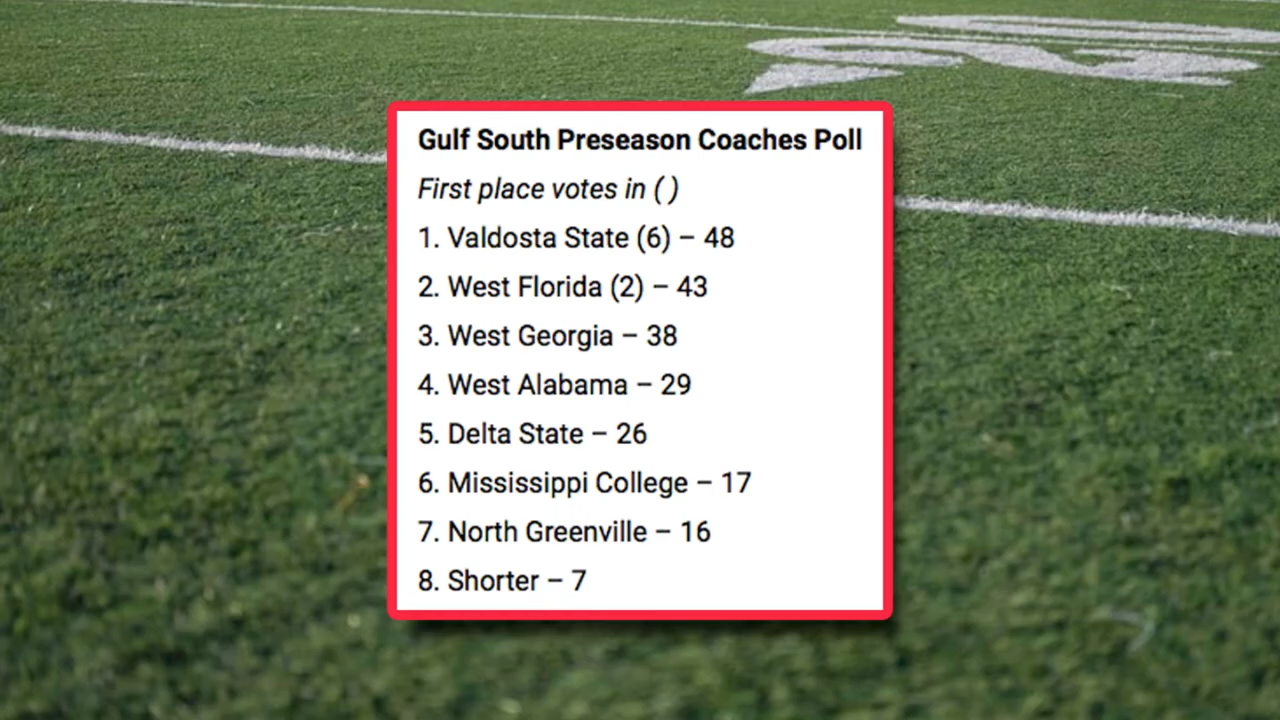 Gulf South Preseason Coaches Poll
First place votes in ( )
1. Valdosta State (6) – 48
2. West Florida (2) – 43
3. West Georgia – 38
4. West Alabama – 29
5. Delta State – 26
6. Mississippi College – 17
7. North Greenville – 16
8. Shorter – 7